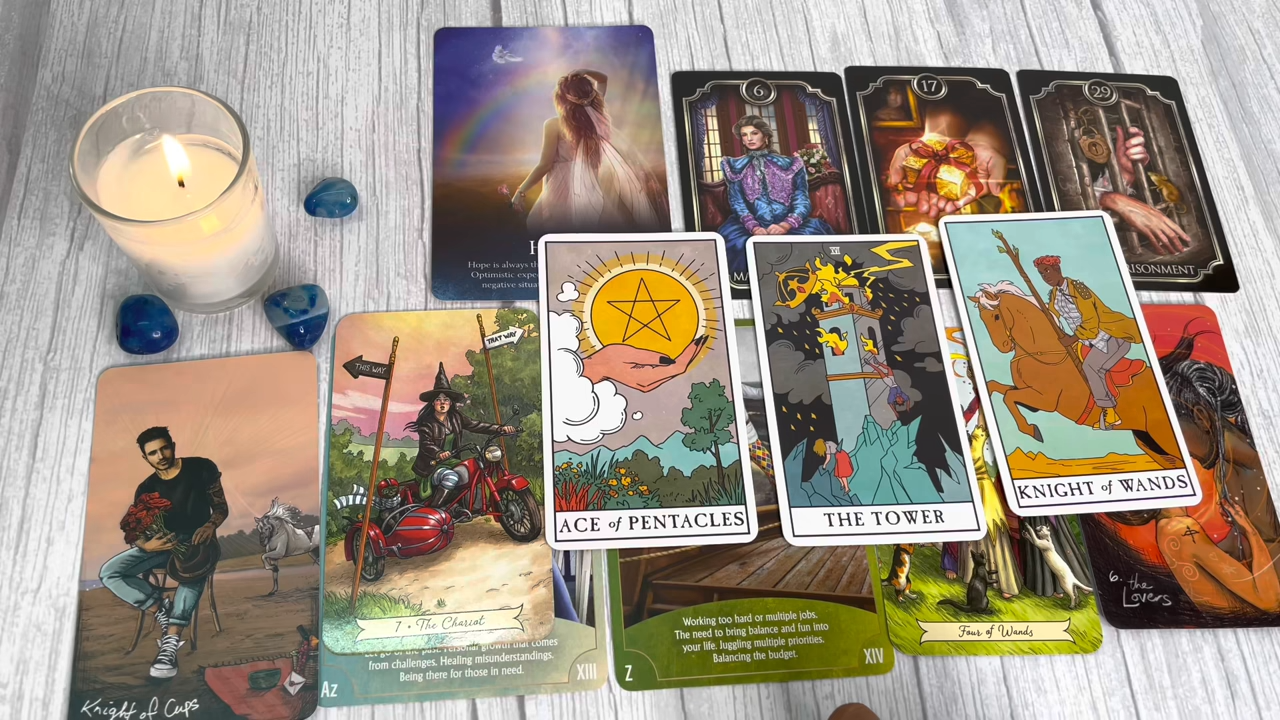 6
17
29
Hope is always th
Optimistic expe
negative situa
MA
RISONMENT
ACE of PENTACLES
VI
THE TOWER
KNIGHT of WANDS
THIS WAY
THAT WAY
7 • The Chariot
Let go of the past. Personal growth that comes
from challenges. Healing misunderstandings.
Being there for those in need.
Az
XIII
Working too hard or multiple jobs.
The need to bring balance and fun into
your life. Juggling multiple priorities.
Balancing the budget.
Z
XIV
Four of Wands
6. the
Lovers
Knight of Cups